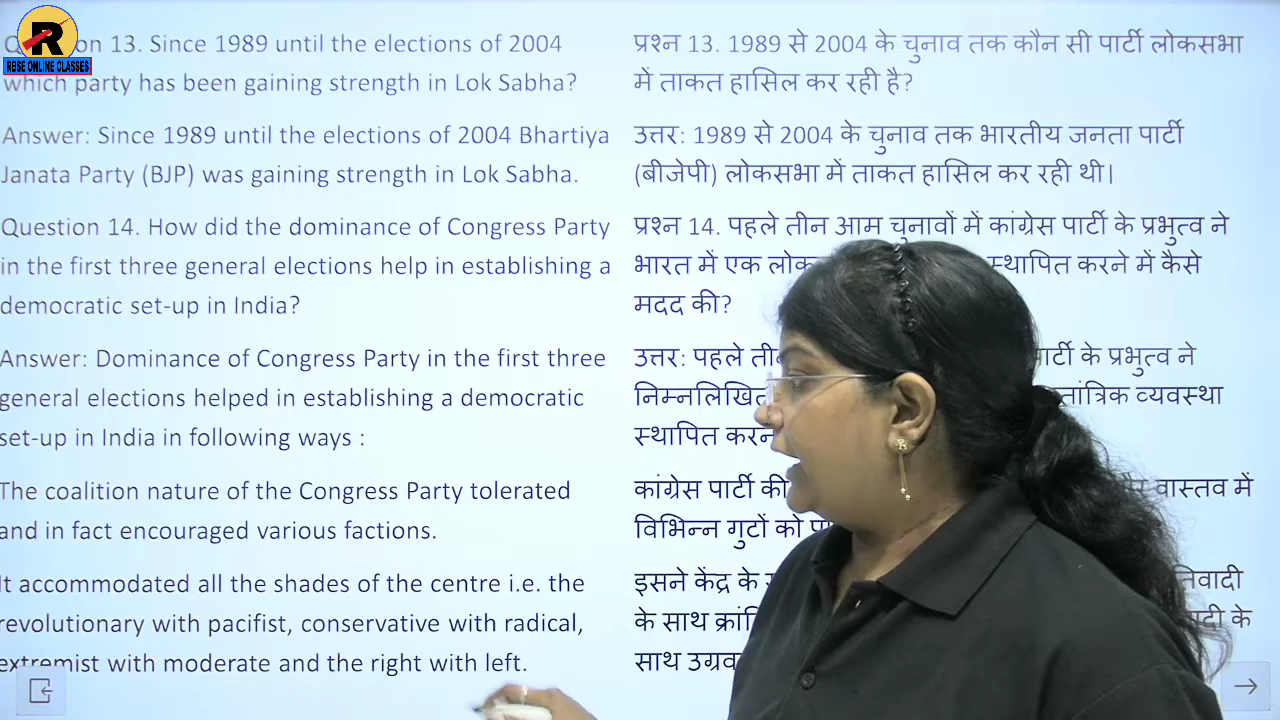 R
RBSE ONLINE CLASSES
Question 13. Since 1989 until the elections of 2004
which party has been gaining strength in Lok Sabha?
Answer: Since 1989 until the elections of 2004 Bhartiya
Janata Party (BJP) was gaining strength in Lok Sabha.
Question 14. How did the dominance of Congress Party
in the first three general elections help in establishing a
democratic set-up in India?
Answer: Dominance of Congress Party in the first three
general elections helped in establishing a democratic
set-up in India in following ways :
The coalition nature of the Congress Party tolerated
and in fact encouraged various factions.
It accommodated all the shades of the centre i.e. the
revolutionary with pacifist, conservative with radical,
extremist with moderate and the right with left.
प्रश्न 13. 1989 से 2004 के चुनाव तक कौन सी पार्टी लोकसभा
में ताकत हासिल कर रही है?
उत्तर: 1989 से 2004 के चुनाव तक भारतीय जनता पार्टी
(बीजेपी) लोकसभा में ताकत हासिल कर रही थी।
प्रश्न 14. पहले तीन आम चुनावों में कांग्रेस पार्टी के प्रभुत्व ने
भारत में एक स्थापित करने में कैसे
मदद की?
उत्तर: पहले के प्रभुत्व ने
व्यवस्था
स्थापित
कांग्रेस पार्टी की वास्तव में
विभिन्न गुटों को
इसने केंद्र के
के साथ के
साथ